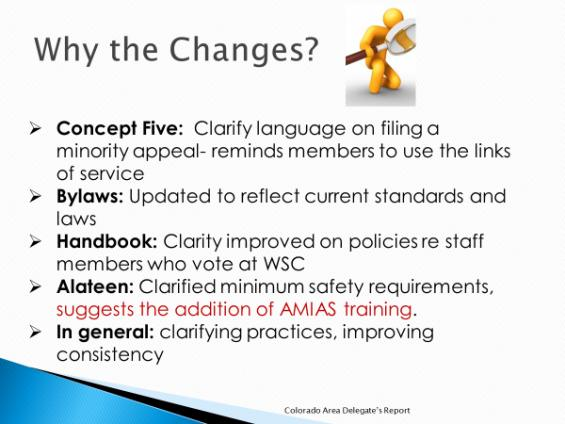 Why the Changes?
➢ Concept Five: Clarify language on filing a
minority appeal- reminds members to use the links
of service
➢ Bylaws: Updated to reflect current standards and
laws
➢ Handbook: Clarity improved on policies re staff
members who vote at WSC
➢ Alateen: Clarified minimum safety requirements,
suggests the addition of AMIAS training.
➢ In general: clarifying practices, improving
consistency
Colorado Area Delegate's Report